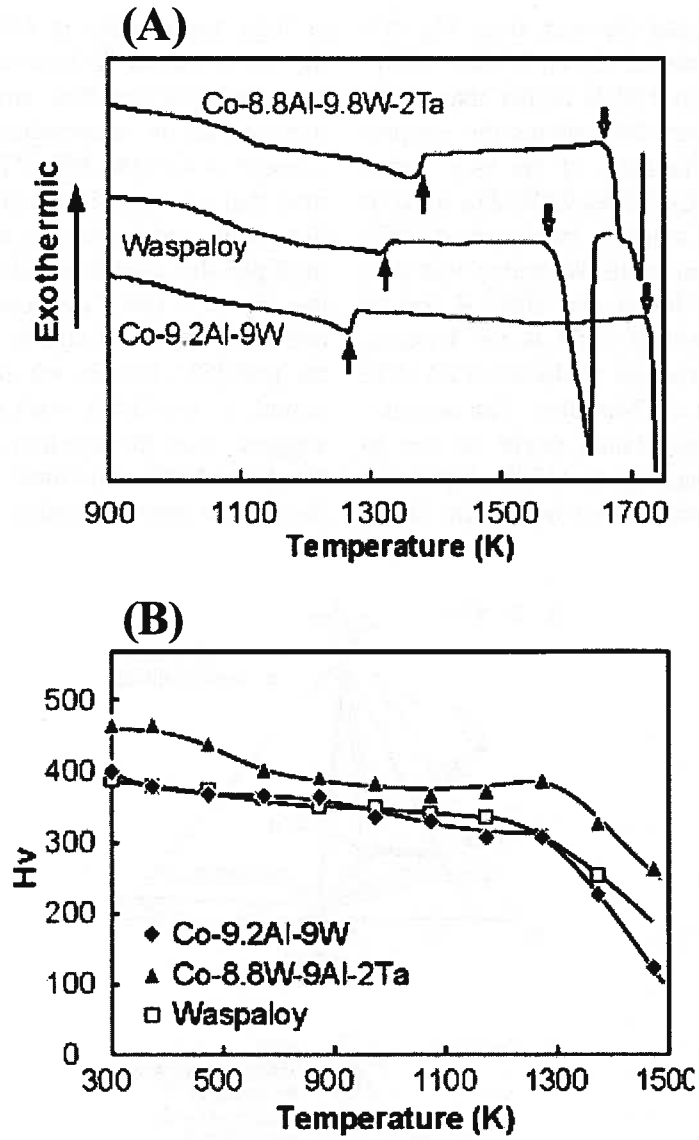 (A)
Co-8.8Al-9.8W-2Ta
Exothermic
Waspaloy
Co-9.2Al-9W
900 1100 1300 1500 1700
Temperature (K)
(B)
500
400
300
200
100
0
Hv
Co-9.2Al-9W
Co-8.8W-9Al-2Ta
Waspaloy
300 500 900 1100 1300 1500
Temperature (K)